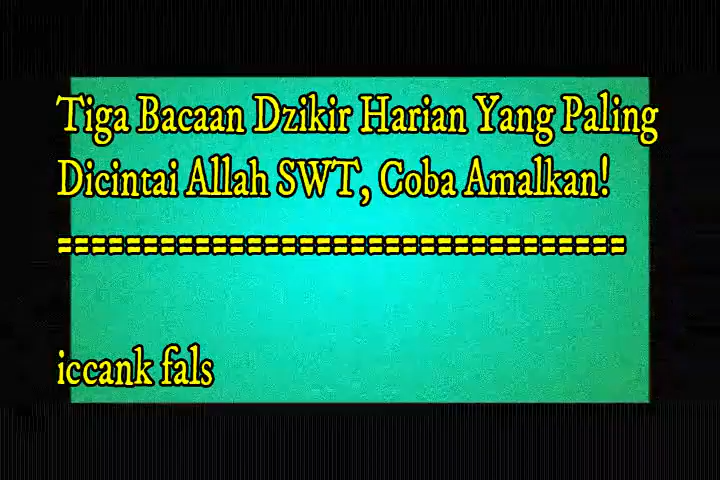 Tiga Bacaan Dzikir Harian Yang Paling
Dicintai Allah SWT, Coba Amalkan!
=================================
iccank fals